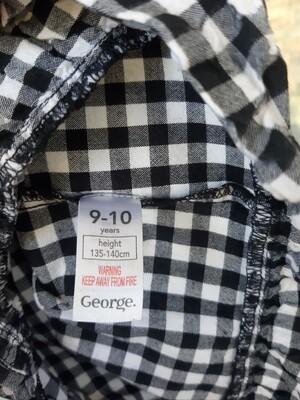 9-10
years
height
135-140cm
WARNING
KEEP AWAY FROM FIRE
George.